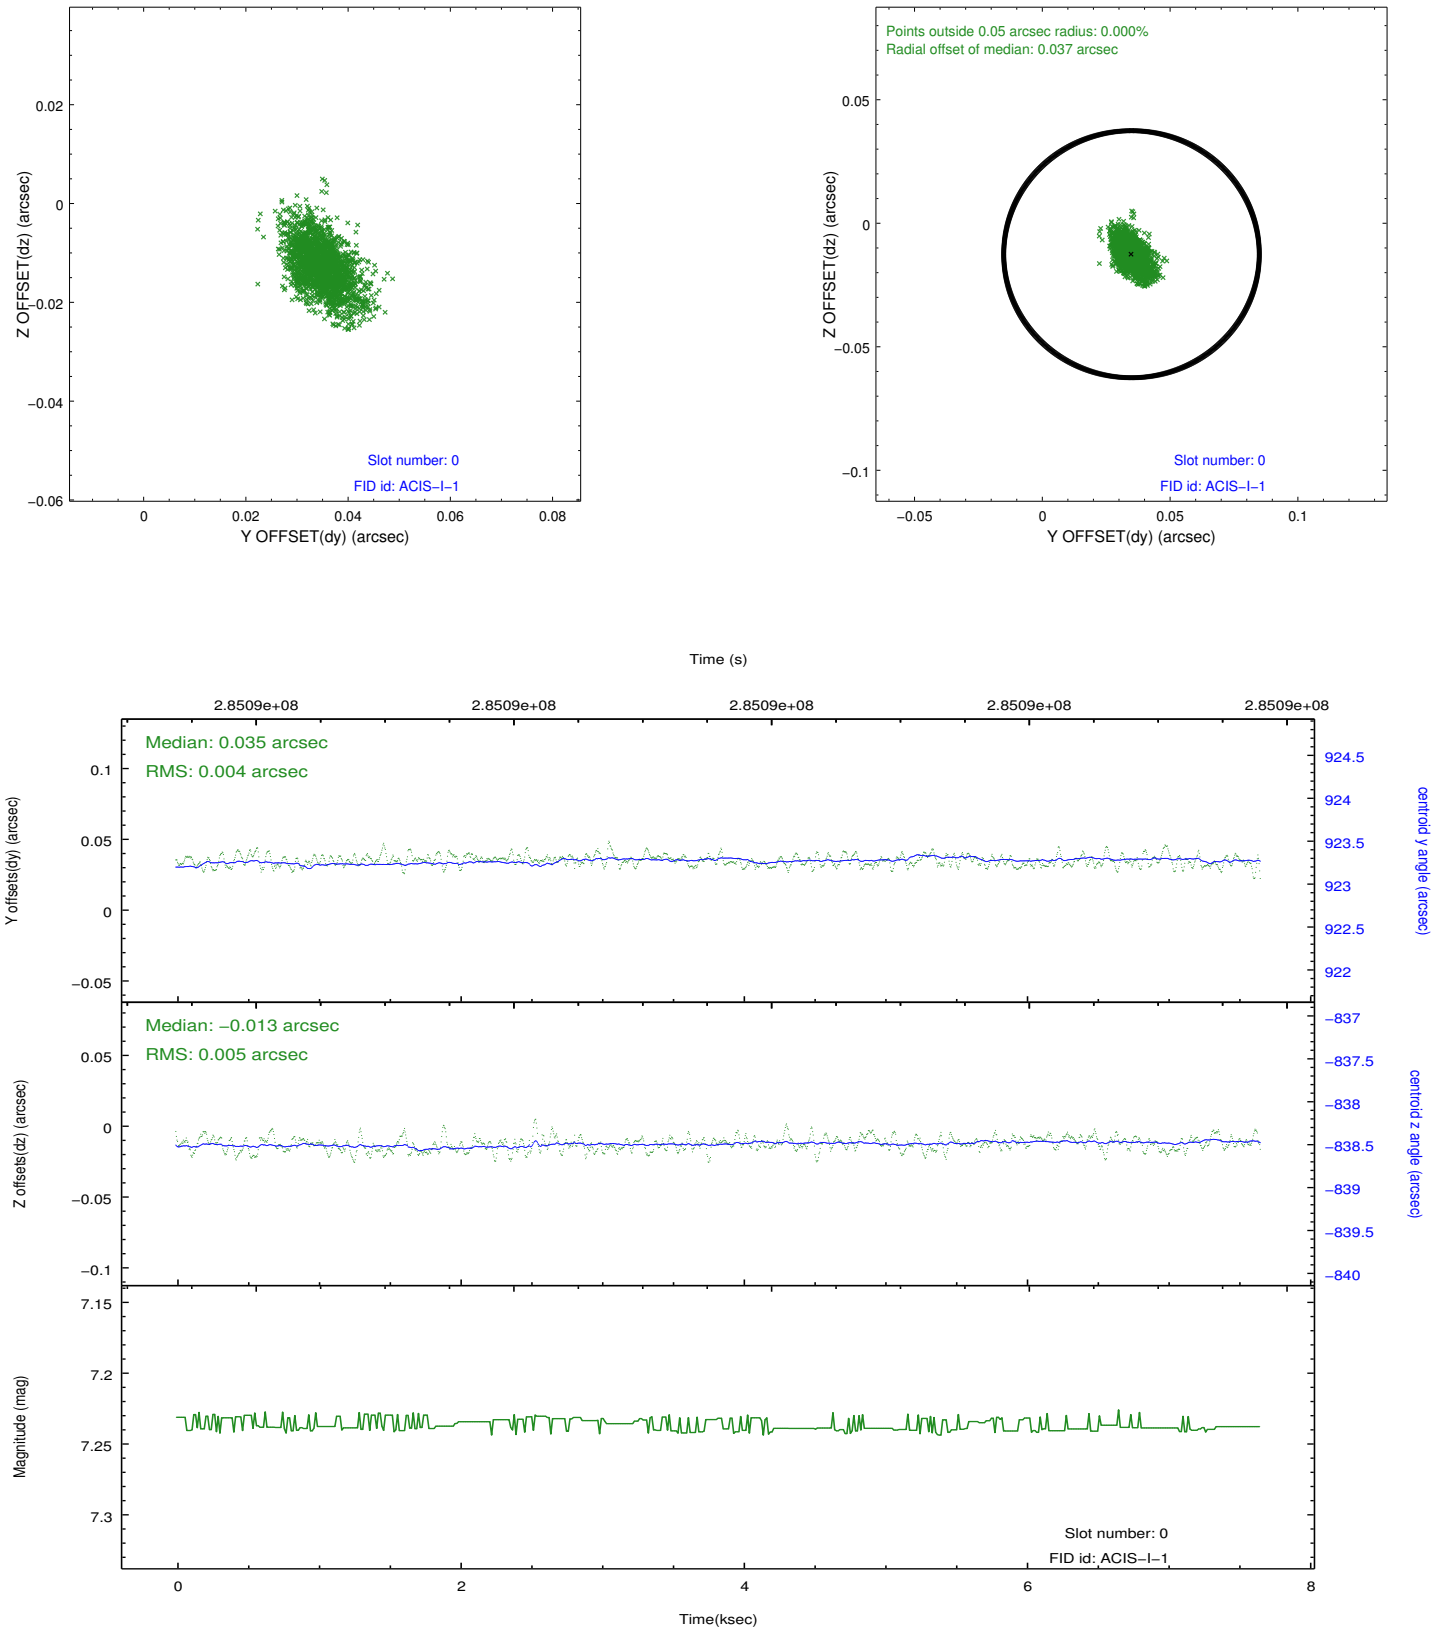 0.02
0
−0.02
−0.04
−0.06
Z OFFSET(dz) (arcsec)
Slot number: 0
FID id: ACIS−I−1
0
0.02
0.04
0.06
0.08
Y OFFSET(dy) (arcsec)
Points outside 0.05 arcsec radius: 0.000%
Radial offset of median: 0.037 arcsec
0.05
0
−0.05
−0.1
Z OFFSET(dz) (arcsec)
Slot number: 0
FID id: ACIS−I−1
−0.05
0
0.05
0.1
Y OFFSET(dy) (arcsec)
Time (s)
2.8509e+08
2.8509e+08
2.8509e+08
2.8509e+08
2.8509e+08
Median: 0.035 arcsec
RMS: 0.004 arcsec
0.1
0.05
0
−0.05
Y offsets(dy) (arcsec)
924.5
924
923.5
923
922.5
922
centroid y angle (arcsec)
Median: −0.013 arcsec
RMS: 0.005 arcsec
0.05
0
−0.05
−0.1
Z offsets(dz) (arcsec)
−837
−837.5
−838
−838.5
−839
−839.5
−840
centroid z angle (arcsec)
7.15
7.2
7.25
7.3
Magnitude (mag)
Slot number: 0
FID id: ACIS−I−1
0
2
4
6
8
Time(ksec)